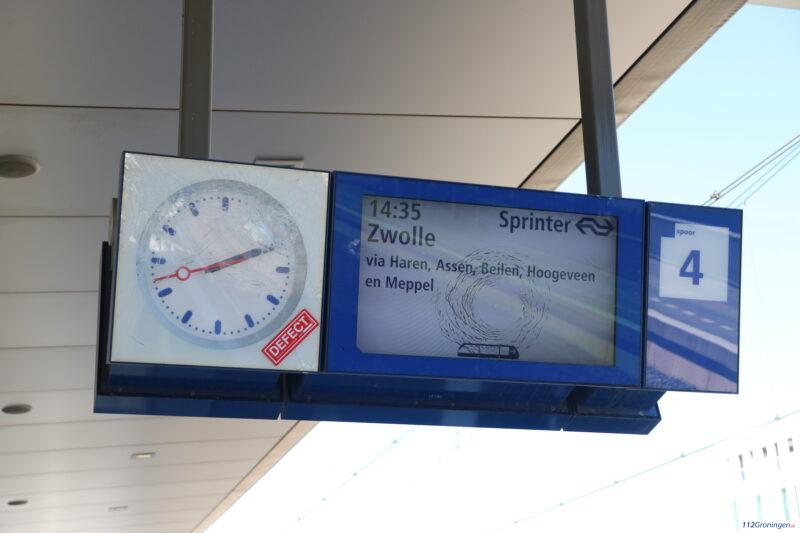 14:35
Sprinter
Zwolle
via Haren, Assen, Beilen, Hoogeveen
en Meppel
spoor
4
DEFECT
112Groningen.nl